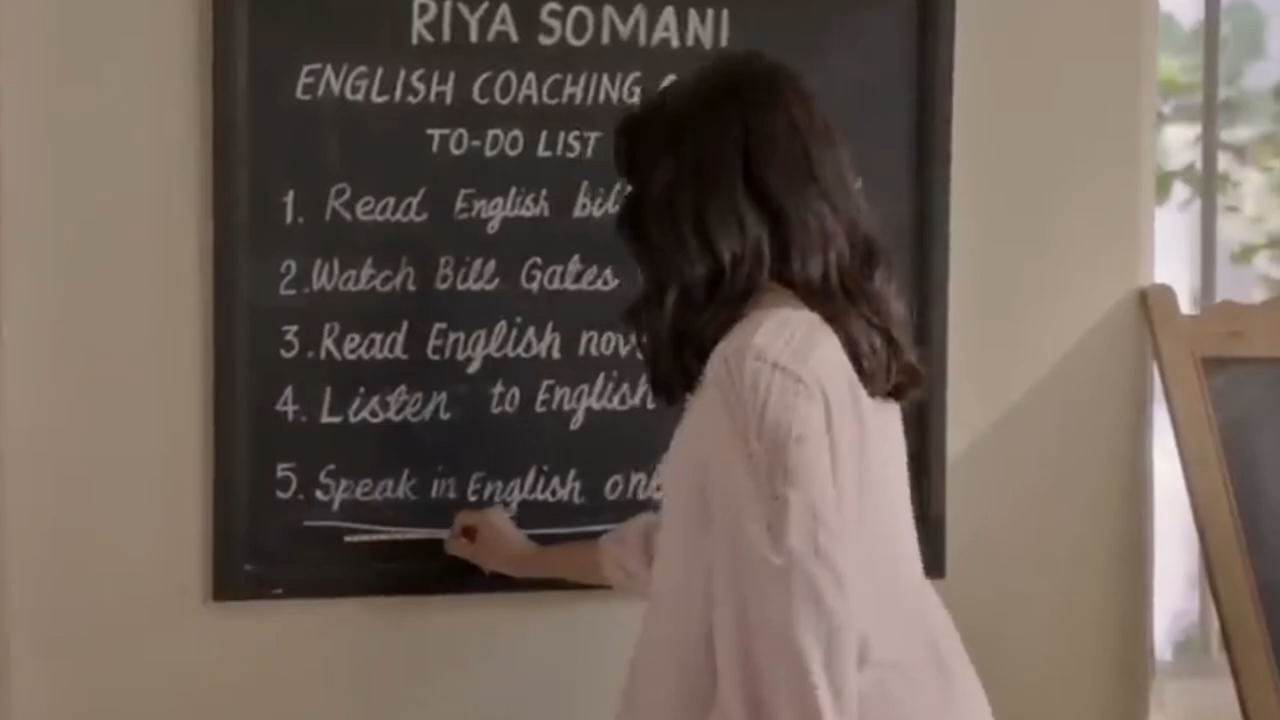 RIYA SOMANI
ENGLISH COACHING
TO-DO LIST
1. Read English
2. Watch Bill Gates
3. Read English
4. Listen to English
5. Speak in English